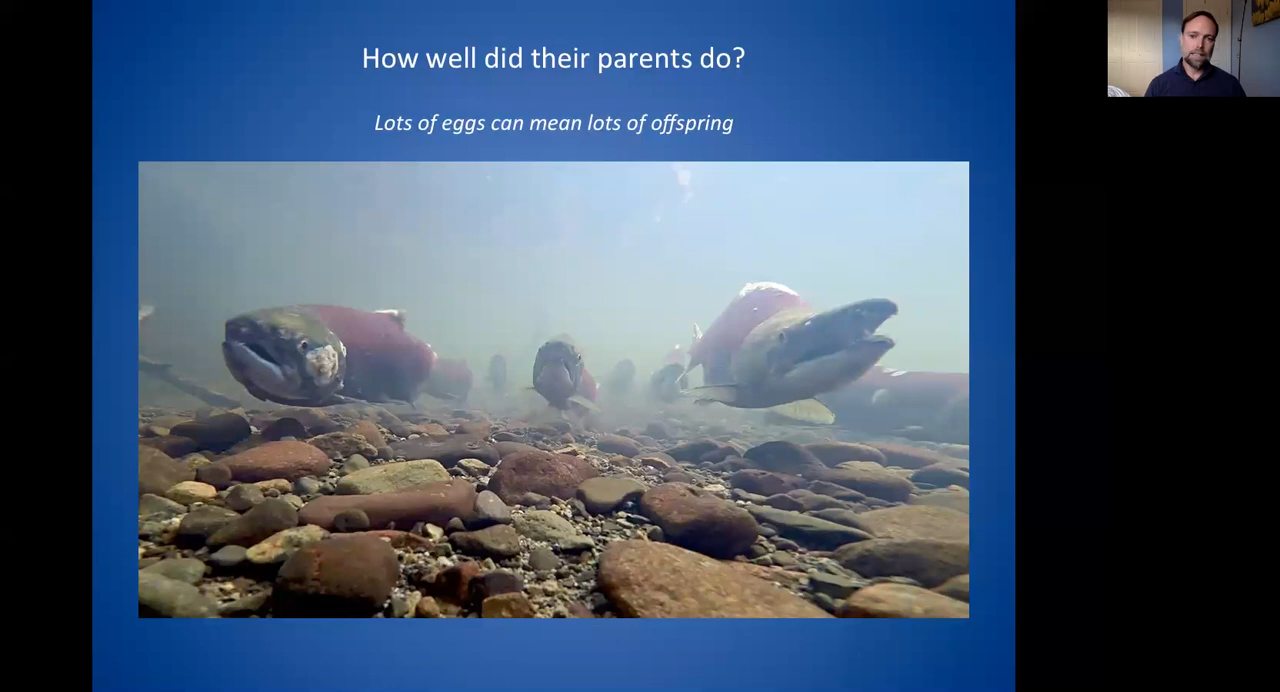 How well did their parents do?
Lots of eggs can mean lots of offspring